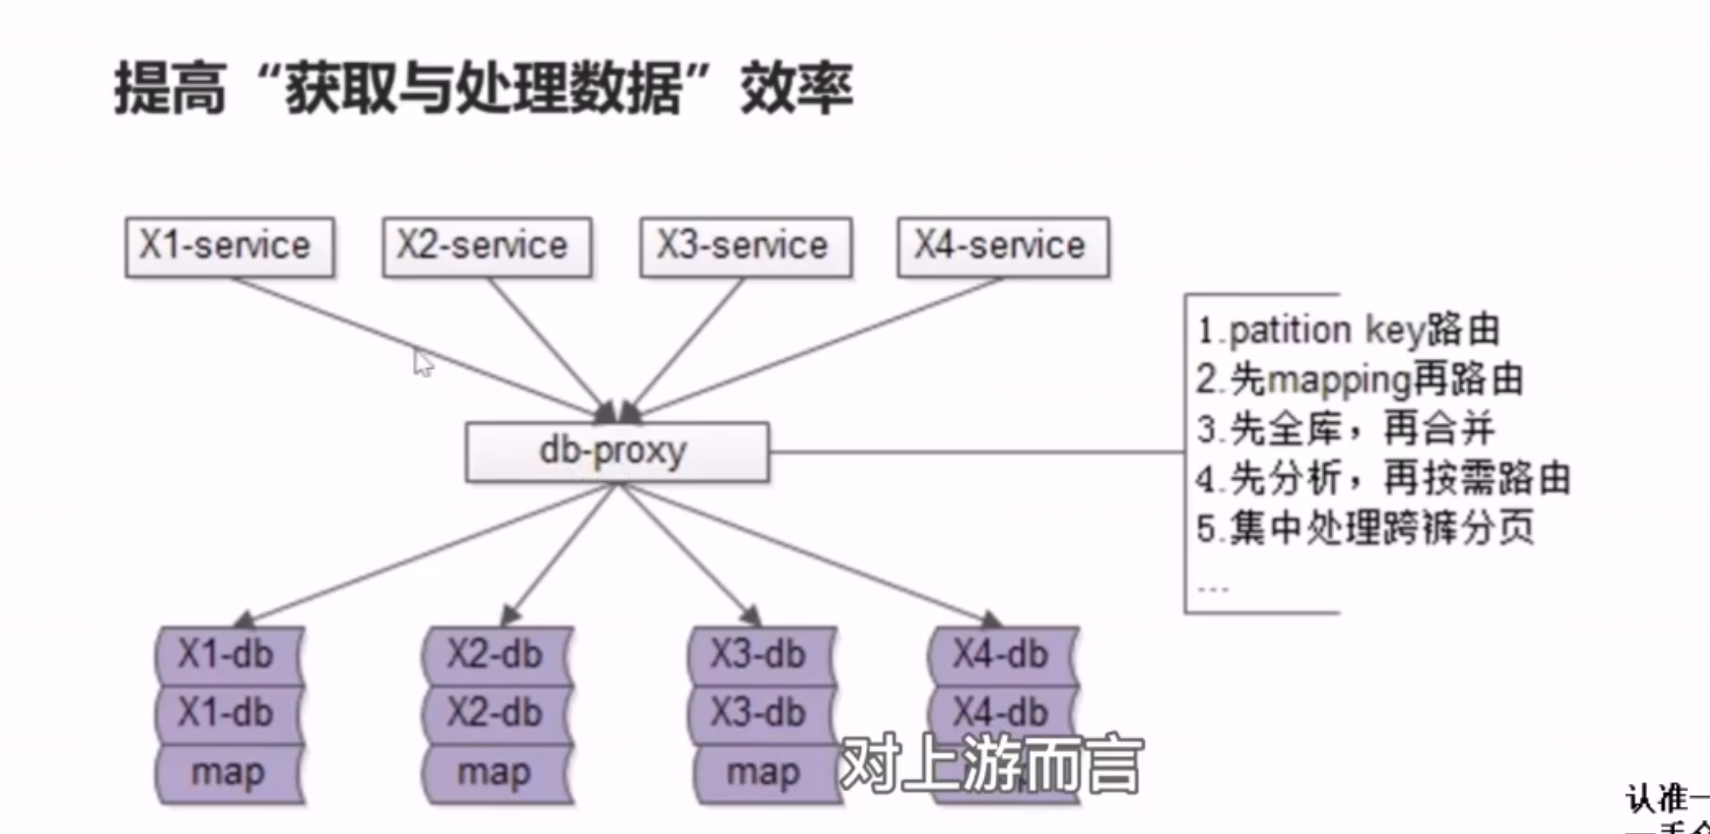 提高“获取与处理数据”效率
X1-service
X2-service
X3-service
X4-service
1.patition key路由
2.先mapping再路由
3.先全库，再合并
4.先分析，再按需路由
5.集中处理跨裤分页
...
db-proxy
X1-db
X2-db
X3-db
X4-db
X1-db
X2-db
X3-db
X4-db
map
map
map
对上游而言
认准一